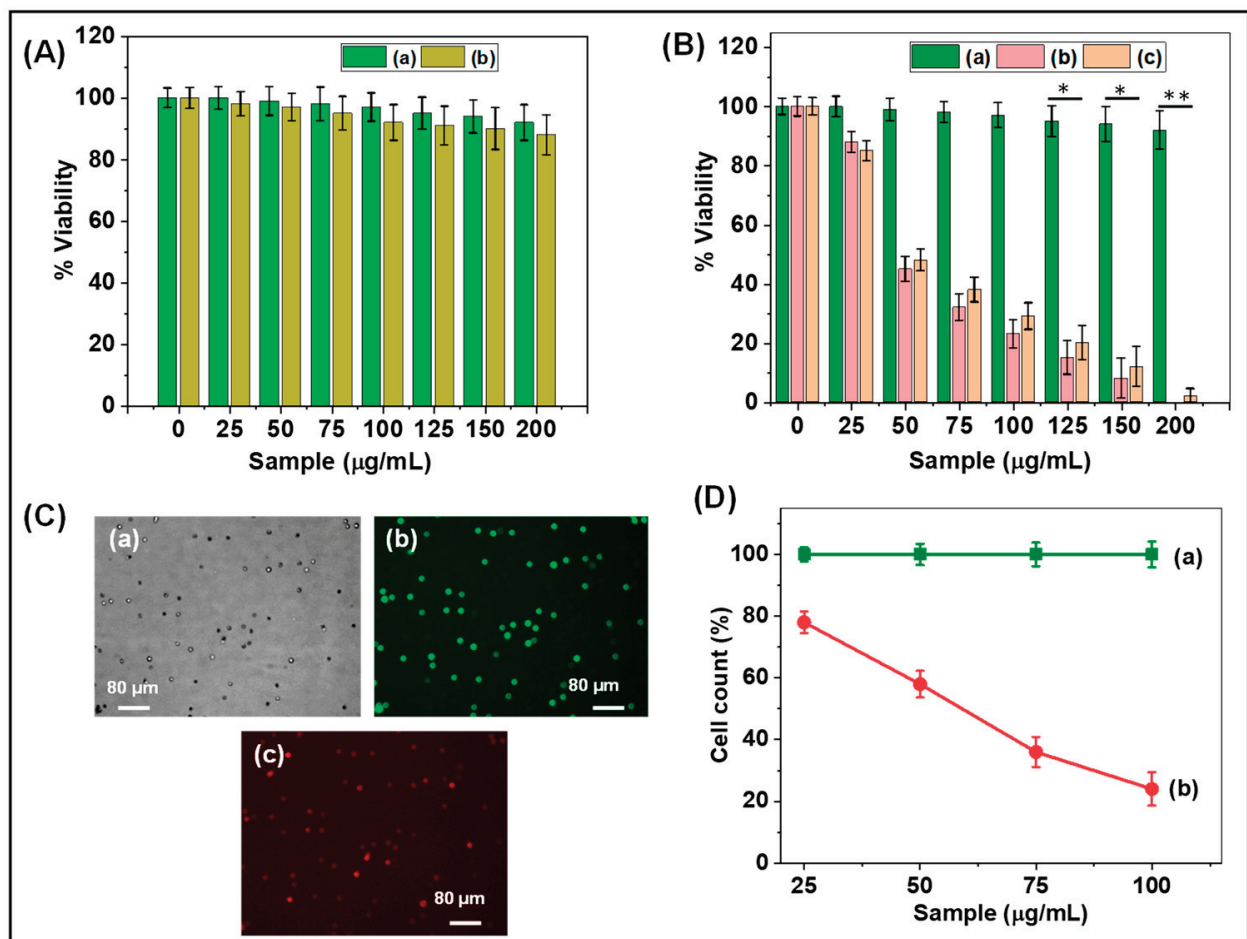 (A)
120
100
80
60
40
20
0
% Viability
(a) (b)
0 25 50 75 100 125 150 200
Sample (µg/mL)
(B)
120
100
80
60
40
20
0
% Viability
(a) (b) (c)
* * **
0 25 50 75 100 125 150 200
Sample (µg/mL)
(C)
(a)
80 µm
(b)
80 µm
(c)
80 µm
(D)
100
80
60
40
20
0
Cell count (%)
(a)
(b)
25 50 75 100
Sample (µg/mL)